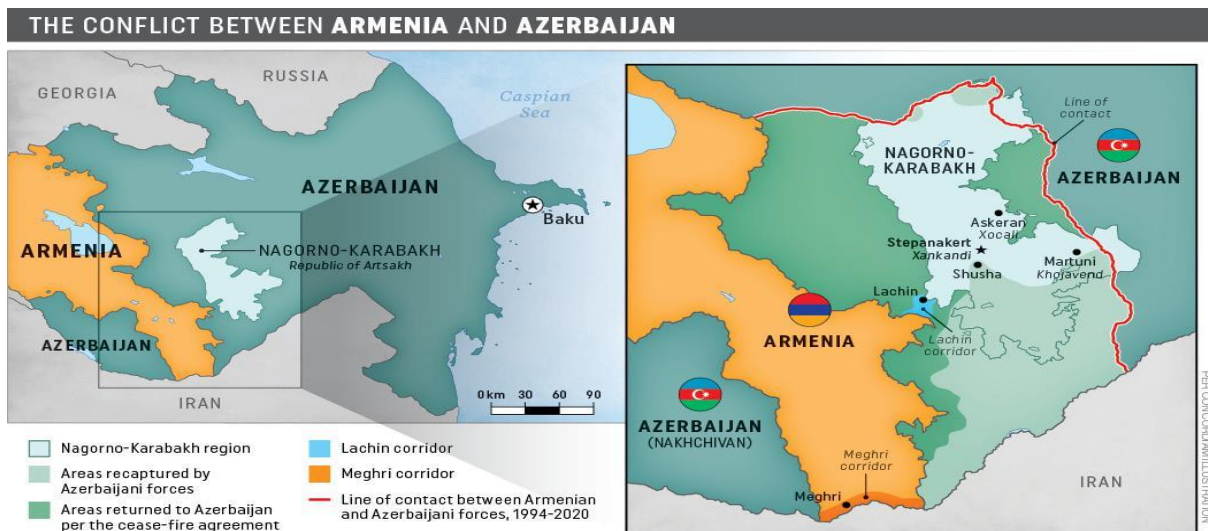 THE CONFLICT BETWEEN ARMENIA AND AZERBAIJAN
RUSSIA
GEORGIA
Caspian
Sea
AZERBAIJAN
Baku
ARMENIA
NAGORNO-KARABAKH
Republic of Artsakh
AZERBAIJAN
IRAN
0 km 30 60 90
Line of
contact
NAGORNO-
KARABAKH
AZERBAIJAN
Askeran
Xocali
Stepanakert
Xankandi
Martuni
Khojavend
Shusha
Lachin
Lachin
corridor
ARMENIA
AZERBAIJAN
(NAKHCHIVAN)
Meghri
corridor
Meghri
IRAN
Nagorno-Karabakh region
Areas recaptured by
Azerbaijani forces
Areas returned to Azerbaijan
per the cease-fire agreement
Lachin corridor
Meghri corridor
Line of contact between Armenian
and Azerbaijani forces, 1994-2020